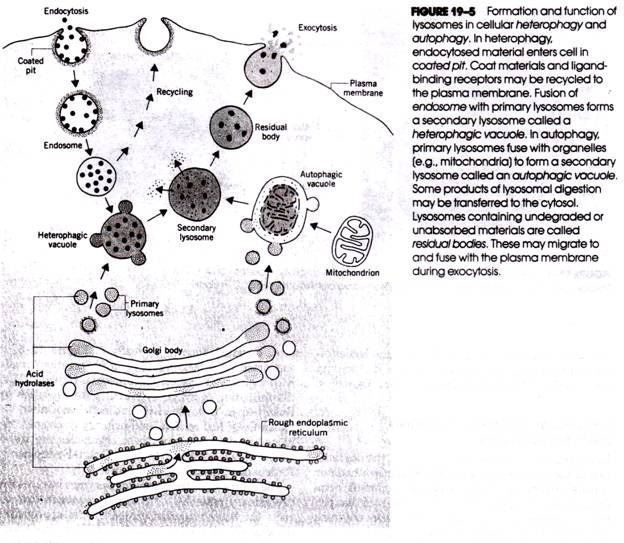 Endocytosis
Coated
pit
Exocytosis
Plasma
membrane
Recycling
Endosome
Residual
body
Autophagic
vacuole
Heterophagic
vacuole
Secondary
lysosome
Mitochondrion
Primary
lysosomes
Golgi body
Acid
hydrolases
Rough endoplasmic
reticulum
FIGURE 19–5 Formation and function of
lysosomes in cellular heterophagy and
autophagy. In heterophagy,
endocytosed material enters cell in
coated pit. Coat materials and ligand-
binding receptors may be recycled to
the plasma membrane. Fusion of
endosome with primary lysosomes forms
a secondary lysosome called a
heterophagic vacuole. In autophagy,
primary lysosomes fuse with organelles
(e.g., mitochondria) to form a secondary
lysosome called an autophagic vacuole.
Some products of lysosomal digestion
may be transferred to the cytosol.
Lysosomes containing undegraded or
unabsorbed materials are called
residual bodies. These may migrate to
and fuse with the plasma membrane
during exocytosis.